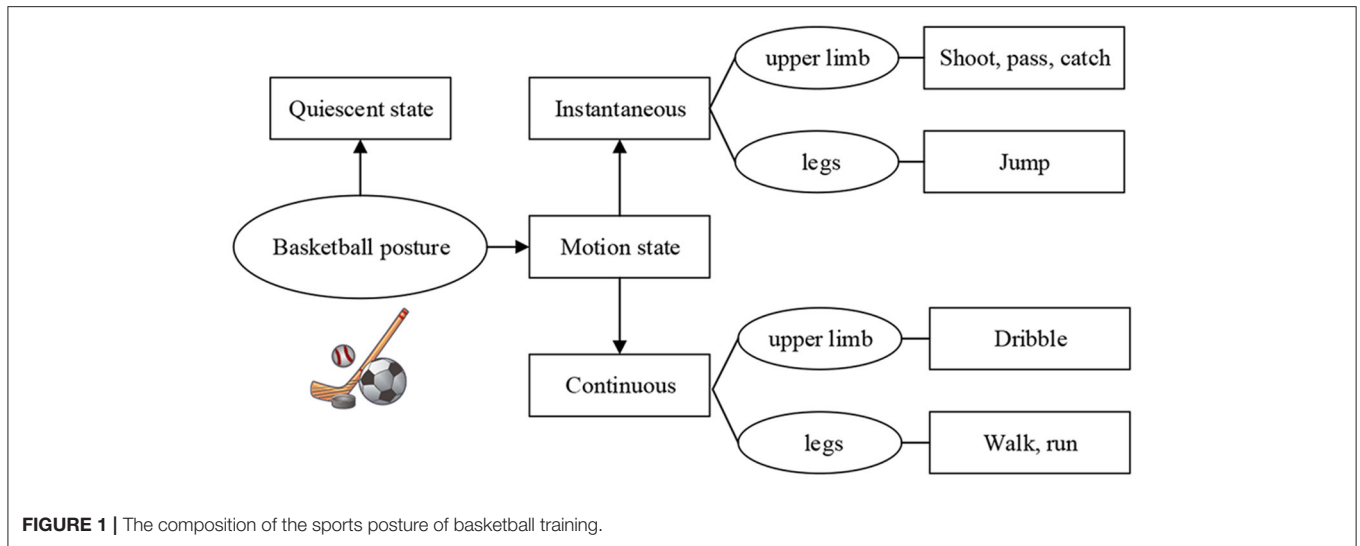 upper limb
Shoot, pass, catch
Quiescent state
Instantaneous
legs
Jump
Basketball posture
Motion state
upper limb
Dribble
Continuous
legs
Walk, run
FIGURE 1 | The composition of the sports posture of basketball training.